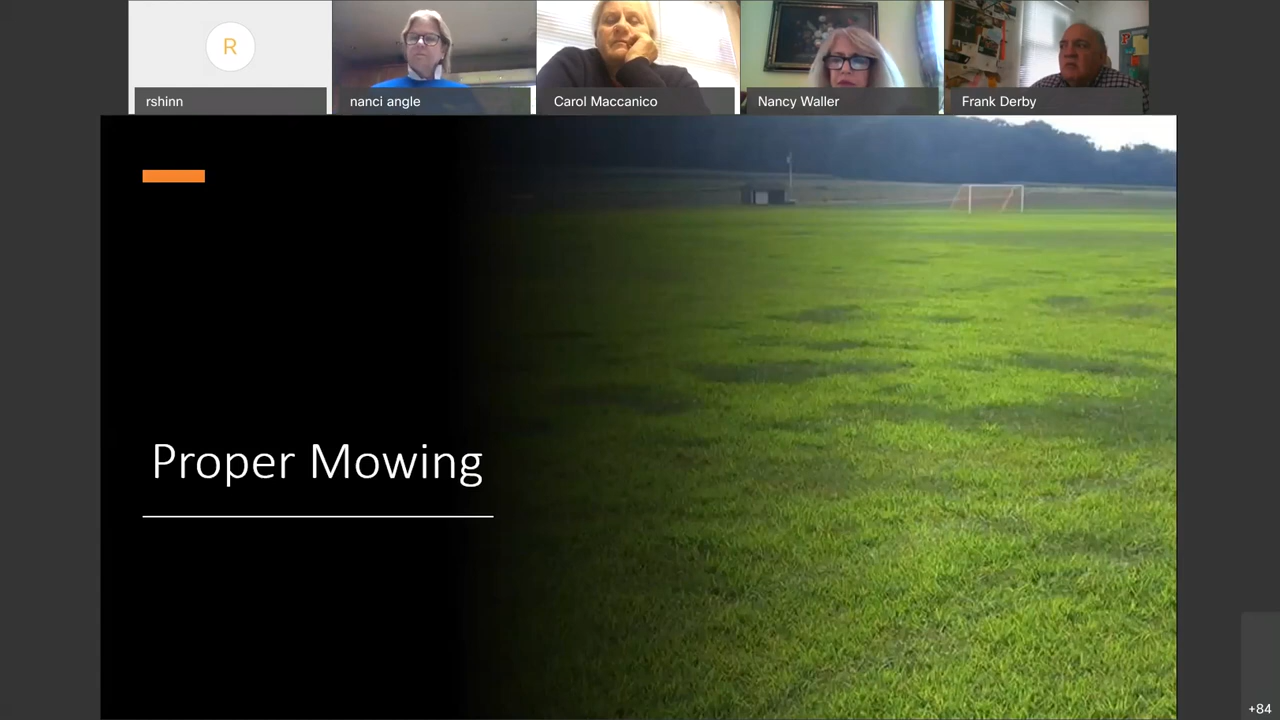 R
rshinn
nanci angle
Carol Maccanico
Nancy Waller
Frank Derby
Proper Mowing
+84